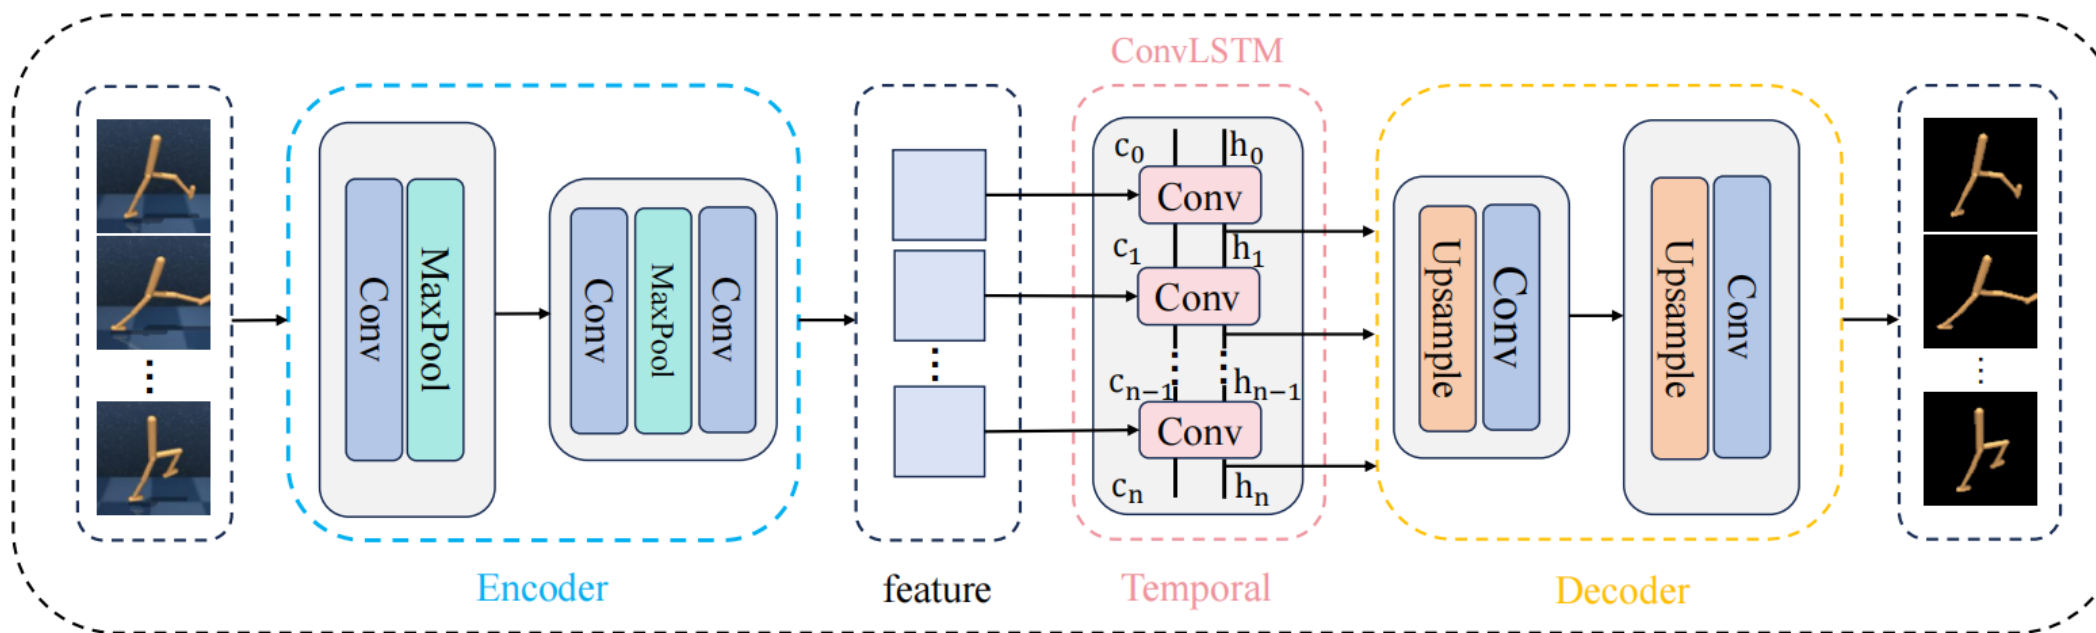 ConvLSTM
Conv
MaxPool
Conv
MaxPool
Conv
c₀
h₀
Conv
c₁
h₁
Conv
cₙ₋₁
hₙ₋₁
Conv
cₙ
hₙ
Upsample
Conv
Upsample
Conv
Encoder
feature
Temporal
Decoder